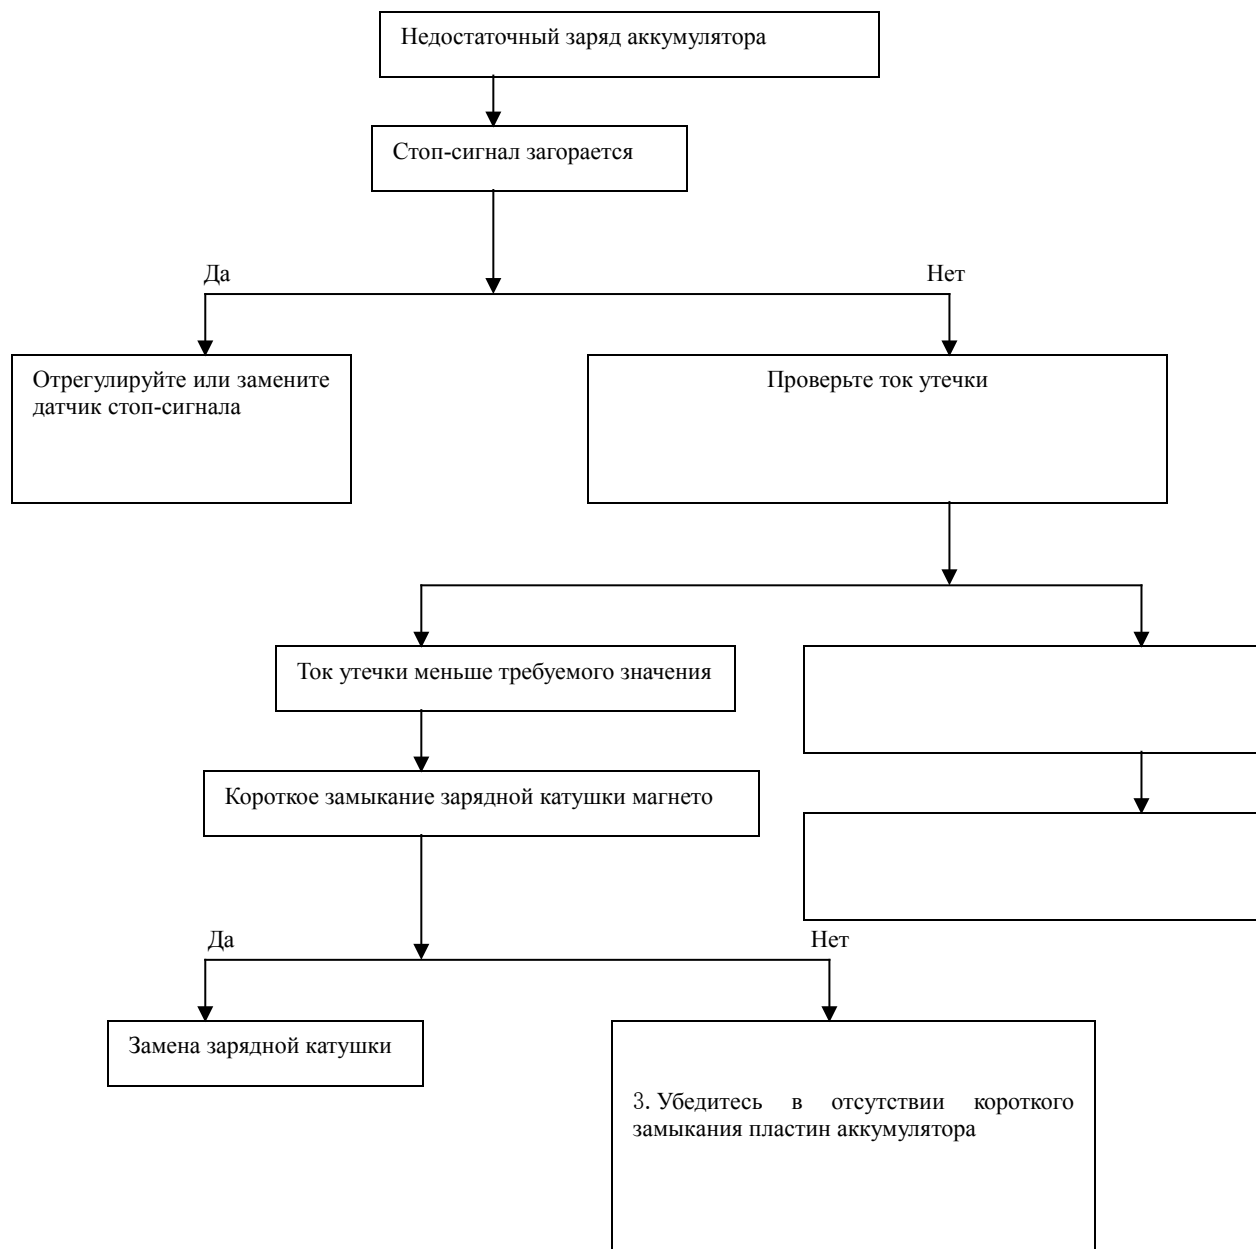 Недостаточный заряд аккумулятора
Стоп-сигнал загорается
Да
Нет
Отрегулируйте или замените
датчик стоп-сигнала
Проверьте ток утечки
Ток утечки меньше требуемого значения
Короткое замыкание зарядной катушки магнето
Да
Нет
Замена зарядной катушки
3. Убедитесь в отсутствии короткого
замыкания пластин аккумулятора